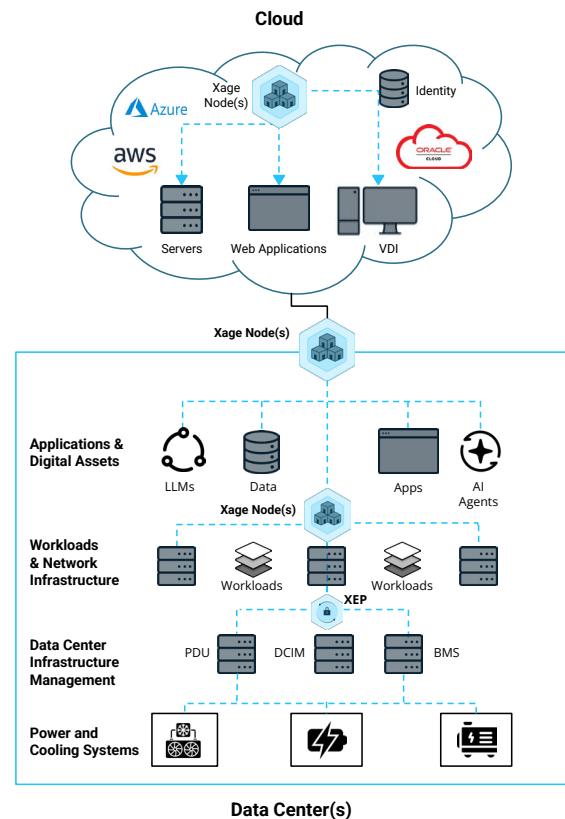 Cloud
Xage
Node(s)
Identity
Azure
aws
ORACLE
CLOUD
Servers
Web Applications
VDI
Xage Node(s)
Applications &
Digital Assets
LLMs
Data
Apps
AI
Agents
Xage Node(s)
Workloads
& Network
Infrastructure
Workloads
Workloads
XEP
Data Center
Infrastructure
Management
PDU
DCIM
BMS
Power and
Cooling Systems
Data Center(s)